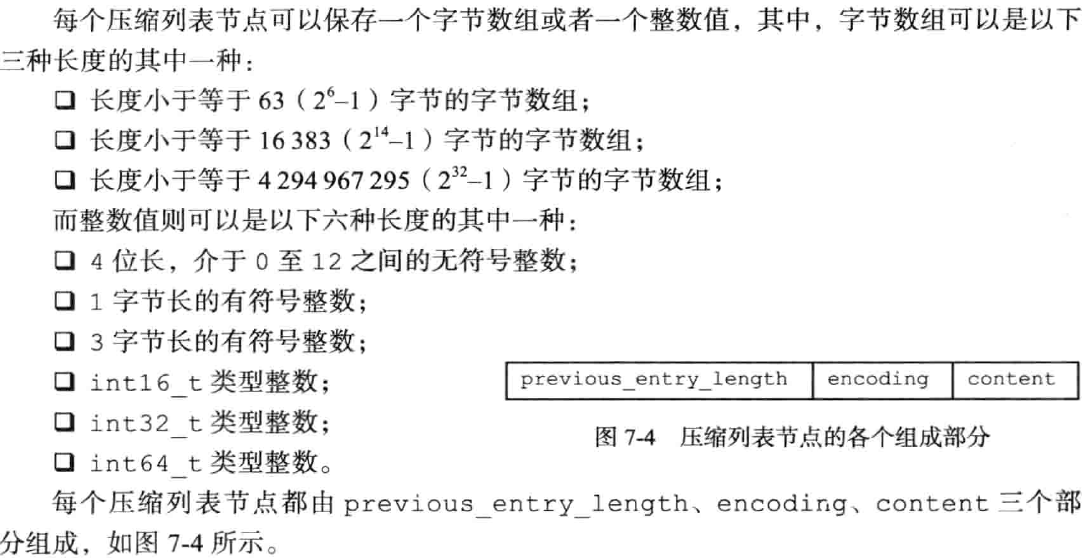 每个压缩列表节点可以保存一个字节数组或者一个整数值，其中，字节数组可以是以下
三种长度的其中一种：
❏ 长度小于等于 63（2⁶–1）字节的字节数组；
❏ 长度小于等于 16 383（2¹⁴–1）字节的字节数组；
❏ 长度小于等于 4 294 967 295（2³²–1）字节的字节数组；
而整数值则可以是以下六种长度的其中一种：
❏ 4 位长，介于 0 至 12 之间的无符号整数；
❏ 1 字节长的有符号整数；
❏ 3 字节长的有符号整数；
❏ int16_t 类型整数；
❏ int32_t 类型整数；
❏ int64_t 类型整数。
previous_entry_length encoding content
图 7-4 压缩列表节点的各个组成部分
每个压缩列表节点都由 previous_entry_length、encoding、content 三个部
分组成，如图 7-4 所示。